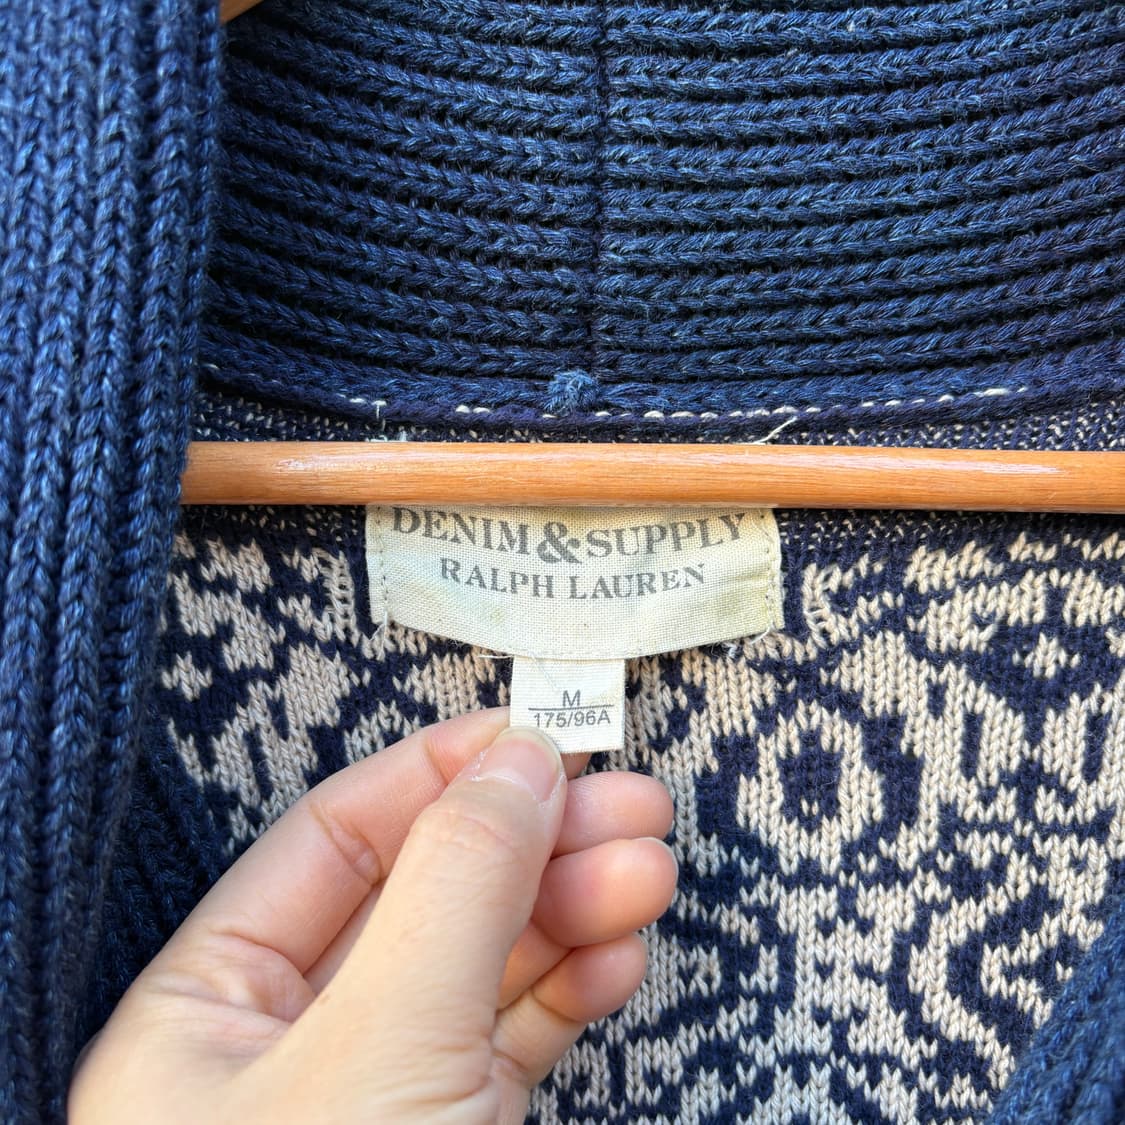 DENIM & SUPPLY
RALPH LAUREN
M
175/96A